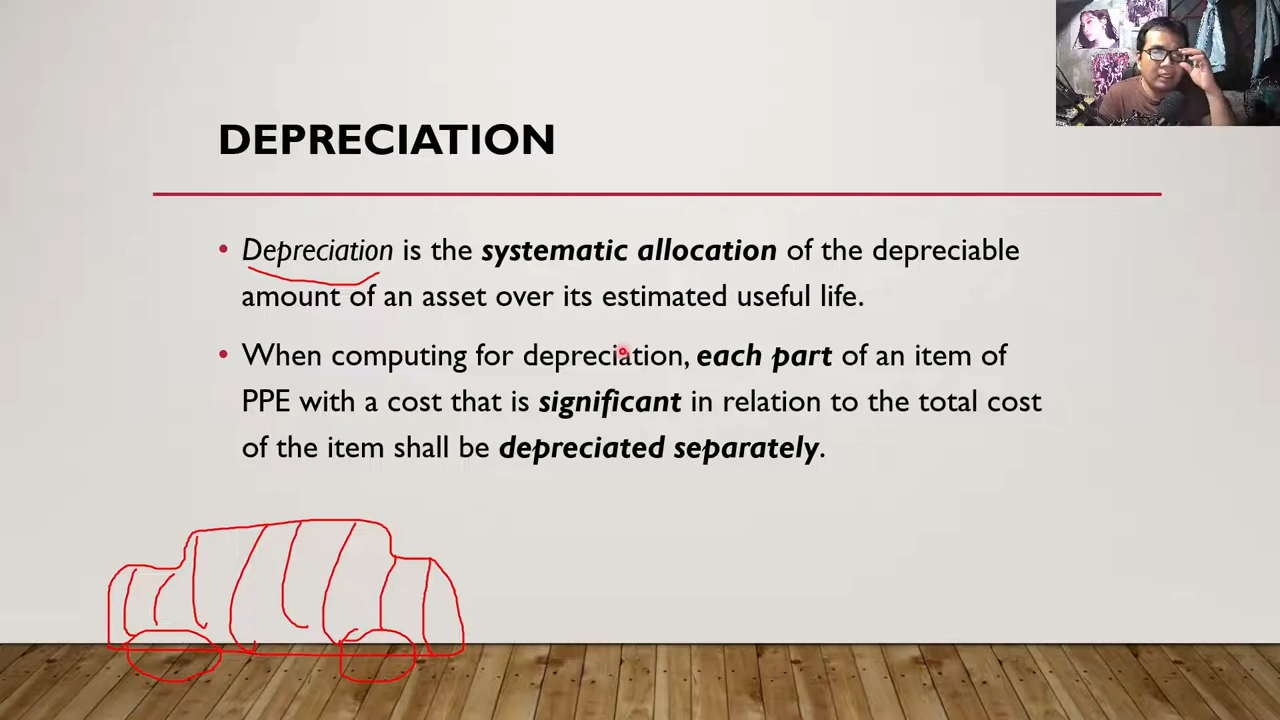 DEPRECIATION
• Depreciation is the systematic allocation of the depreciable
amount of an asset over its estimated useful life.
• When computing for depreciation, each part of an item of
PPE with a cost that is significant in relation to the total cost
of the item shall be depreciated separately.